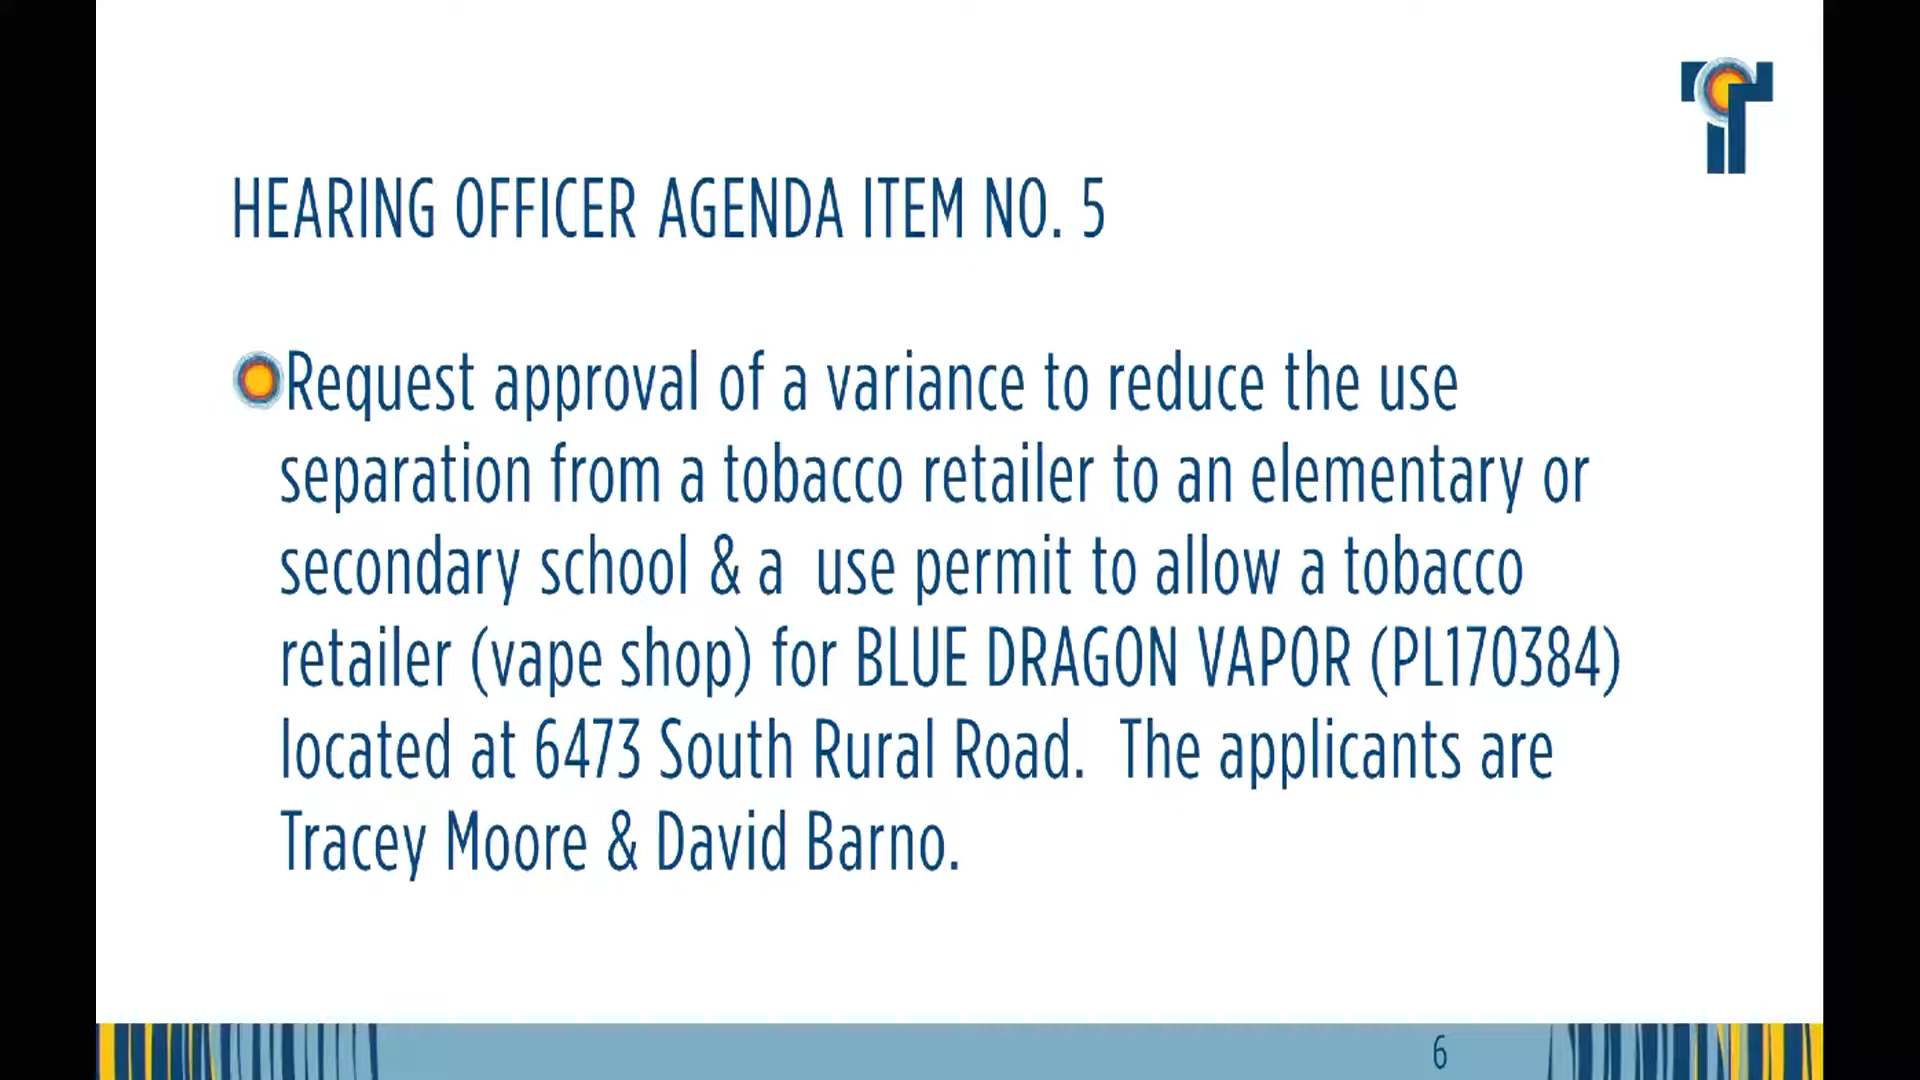 HEARING OFFICER AGENDA ITEM NO. 5
Request approval of a variance to reduce the use
separation from a tobacco retailer to an elementary or
secondary school & a  use permit to allow a tobacco
retailer (vape shop) for BLUE DRAGON VAPOR (PL170384)
located at 6473 South Rural Road.  The applicants are
Tracey Moore & David Barno.
6